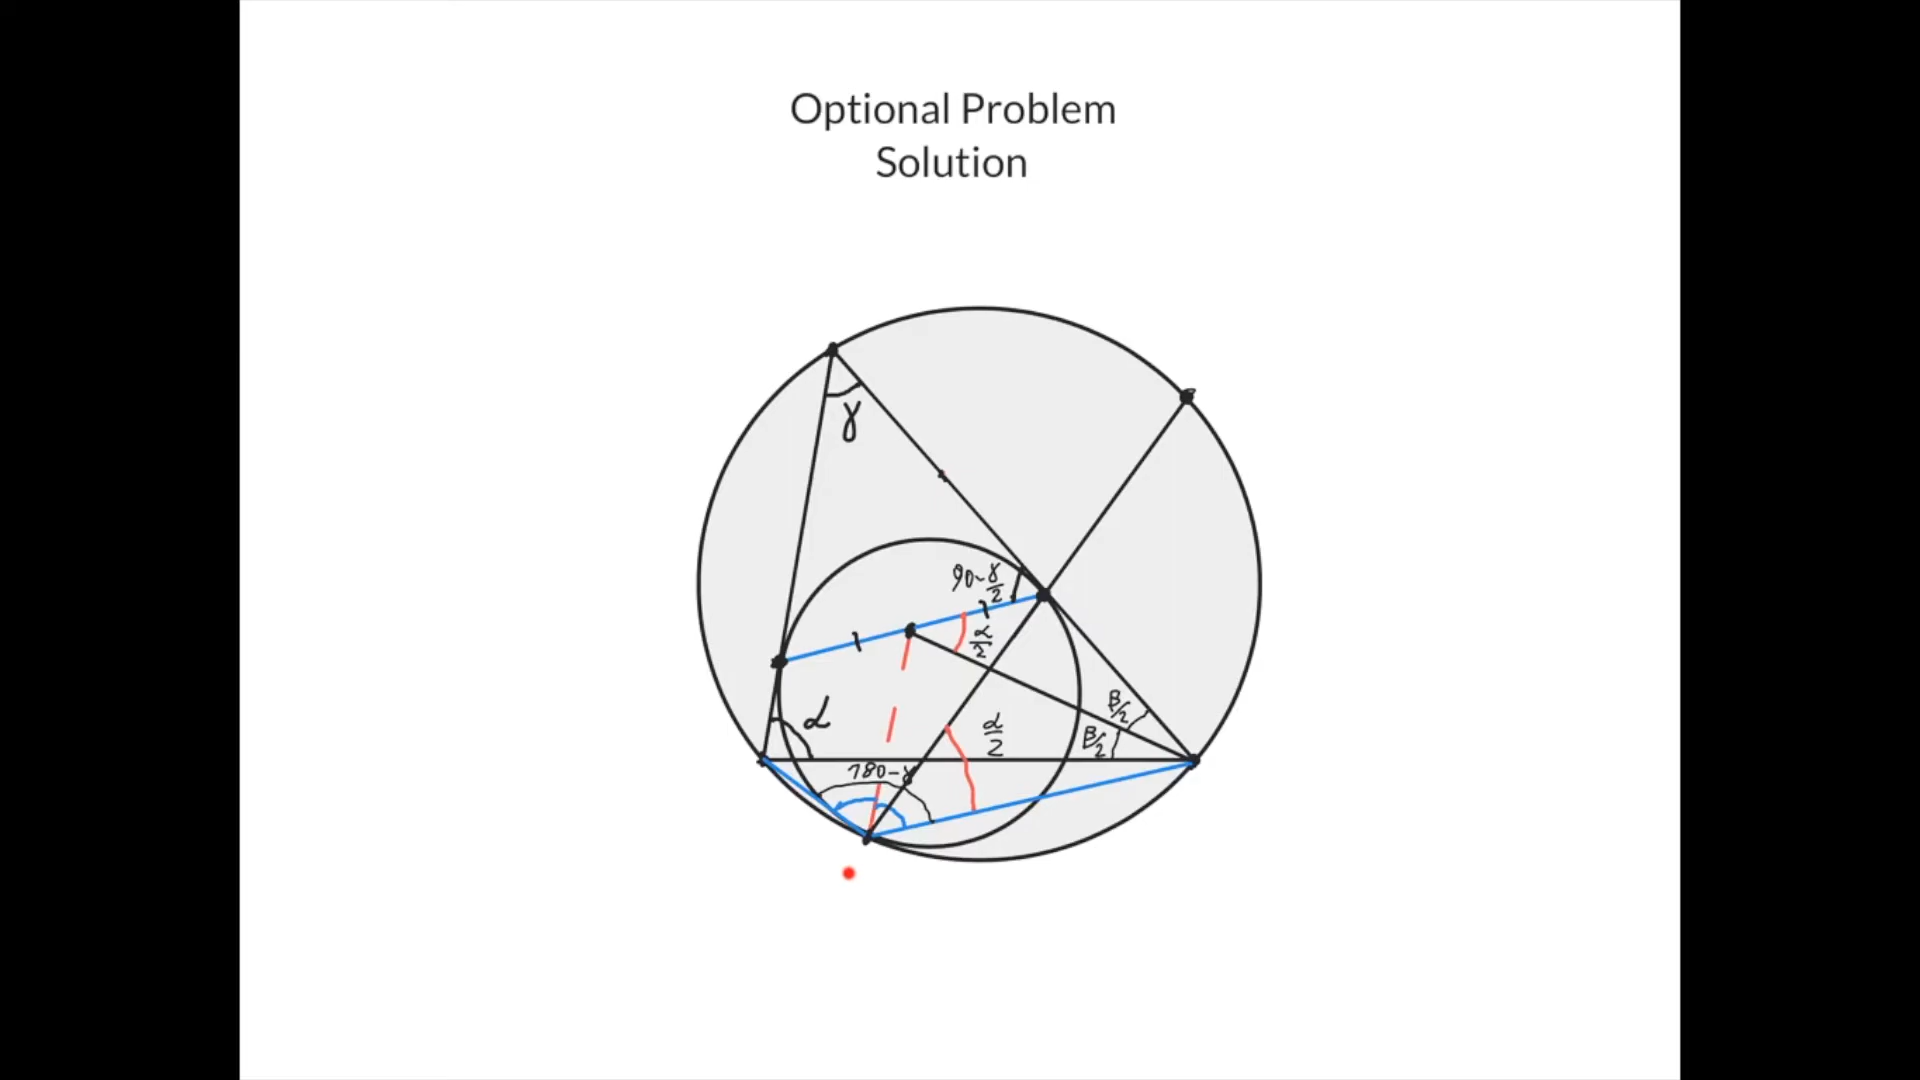 Optional Problem
Solution
γ
90-γ/2
α/2
α
β/2
α/2
β/2
180-γ